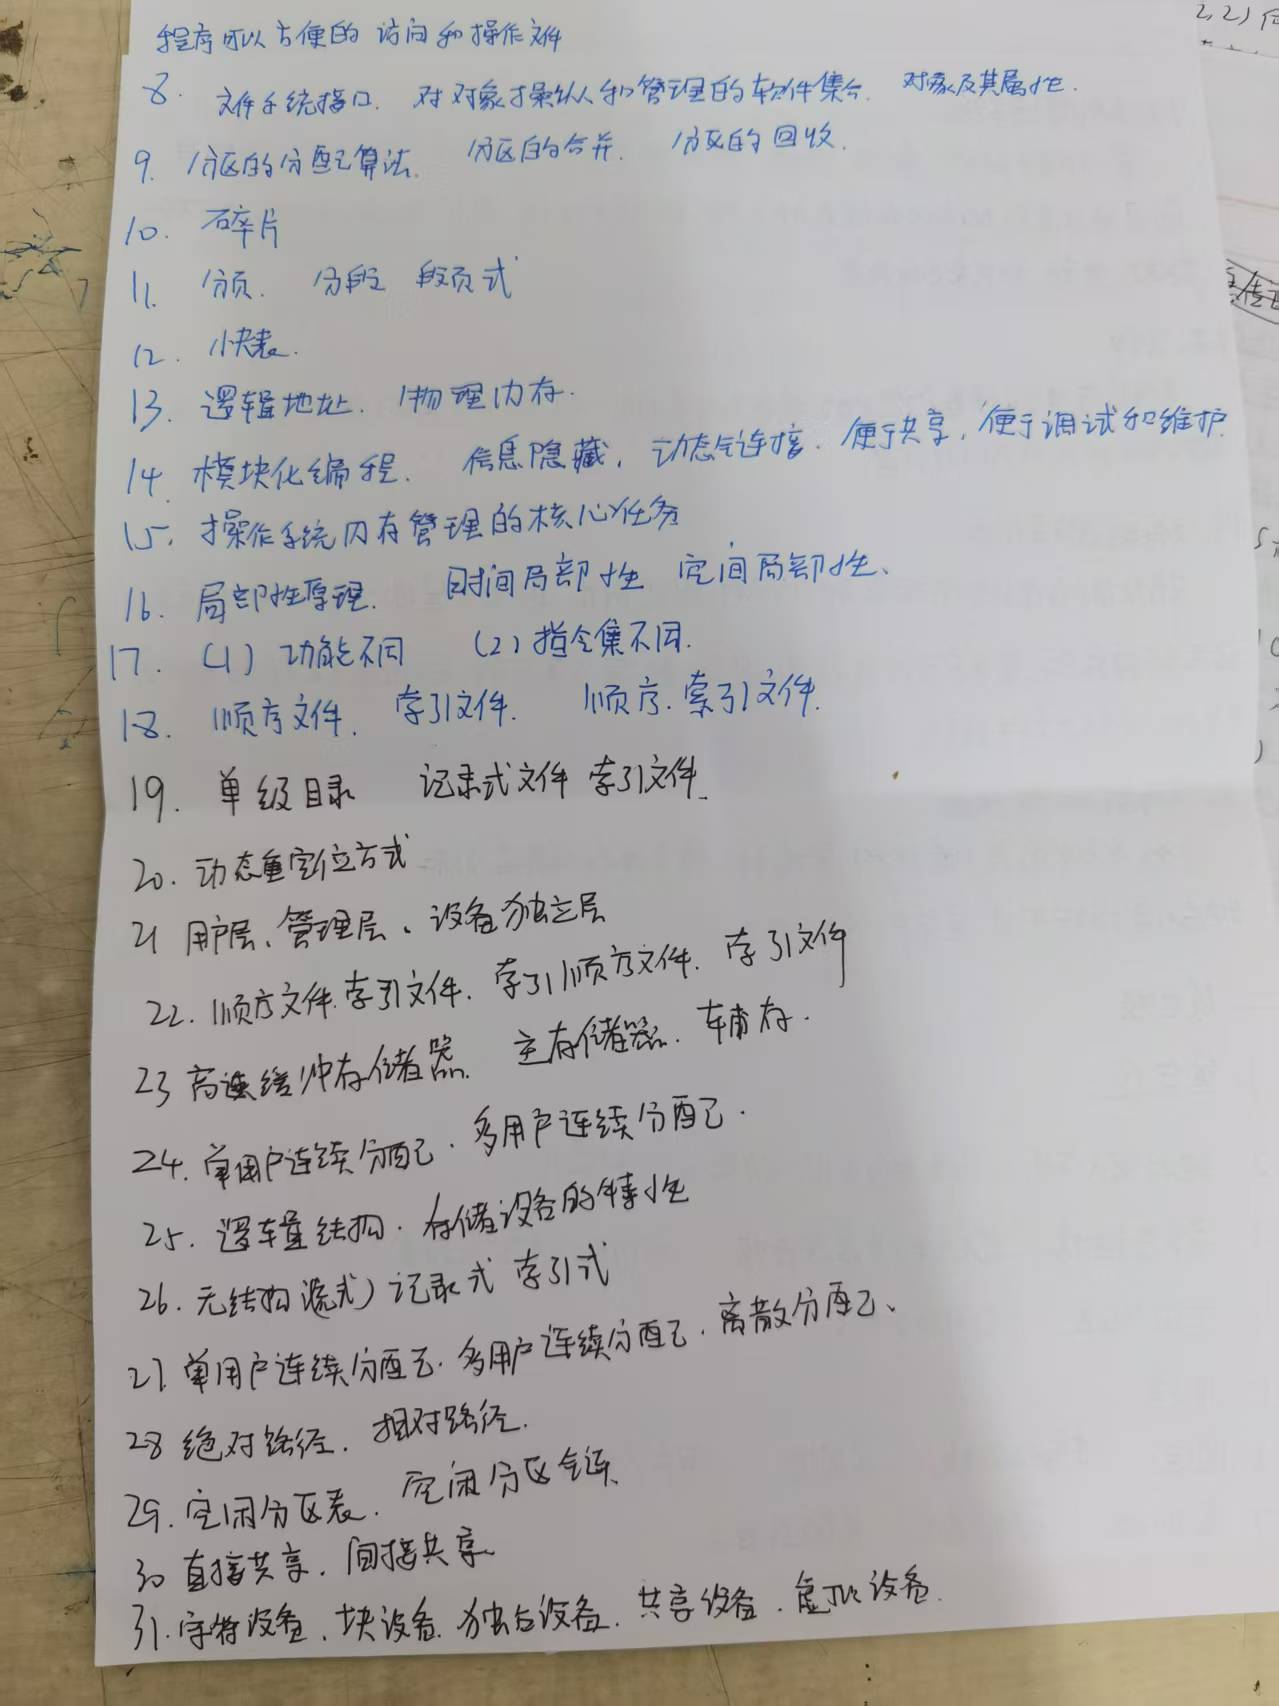 程序可以方便的访问和操作文件
8. 文件系统接口. 对对象操纵和管理的软件集合. 对象及其属性.
9. 分区的分配算法. 分区的合并. 分区的回收.
10. 碎片
11. 分页. 分段 段页式
12. 快表.
13. 逻辑地址. 物理内存.
14. 模块化编程. 信息隐藏, 动态链接. 便于共享, 便于调试和维护.
15. 操作系统内存管理的核心任务
16. 局部性原理. 时间局部性 空间局部性、
17. (1) 功能不同 (2) 指令集不同.
18. 顺序文件. 索引文件. 顺序.索引文件.
19. 单级目录 记录式文件 索引文件.
20. 动态重定位方式
21 用户层、管理层、设备独立层
22. 顺序文件.索引文件. 索引顺序文件. 索引文件
23 高速缓冲存储器. 主存储器. 辅存.
24. 单用户连续分配. 多用户连续分配.
25. 逻辑结构. 存储设备的特性
26. 无结构(流式) 记录式 索引式
27. 单用户连续分配. 多用户连续分配. 离散分配、
28 绝对路径. 相对路径.
29. 空闲分区表. 空闲分区链
30 直接共享. 间接共享.
31. 字符设备、块设备. 独占设备. 共享设备. 虚拟设备.